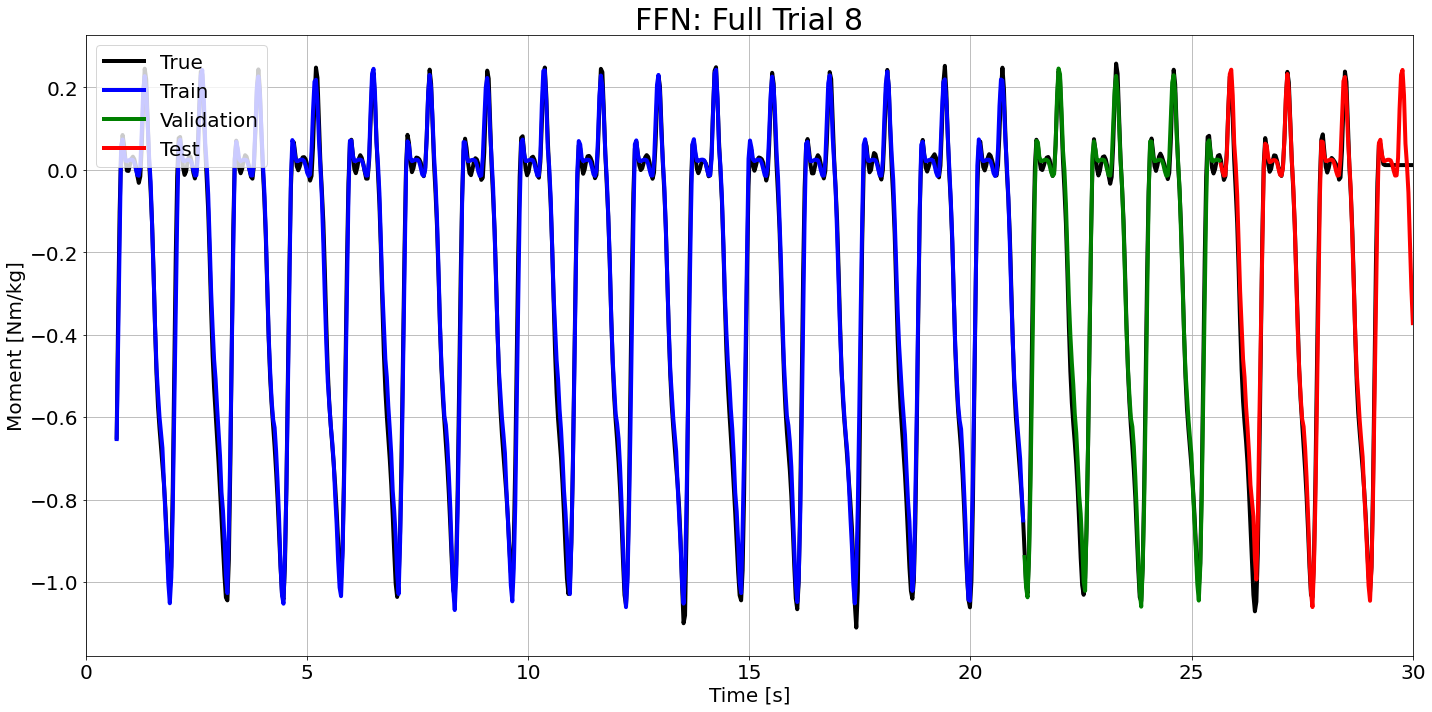 FFN: Full Trial 8
True
Train
Validation
Test
0.2
0.0
−0.2
−0.4
−0.6
−0.8
−1.0
Moment [Nm/kg]
0 5 10 15 20 25 30
Time [s]